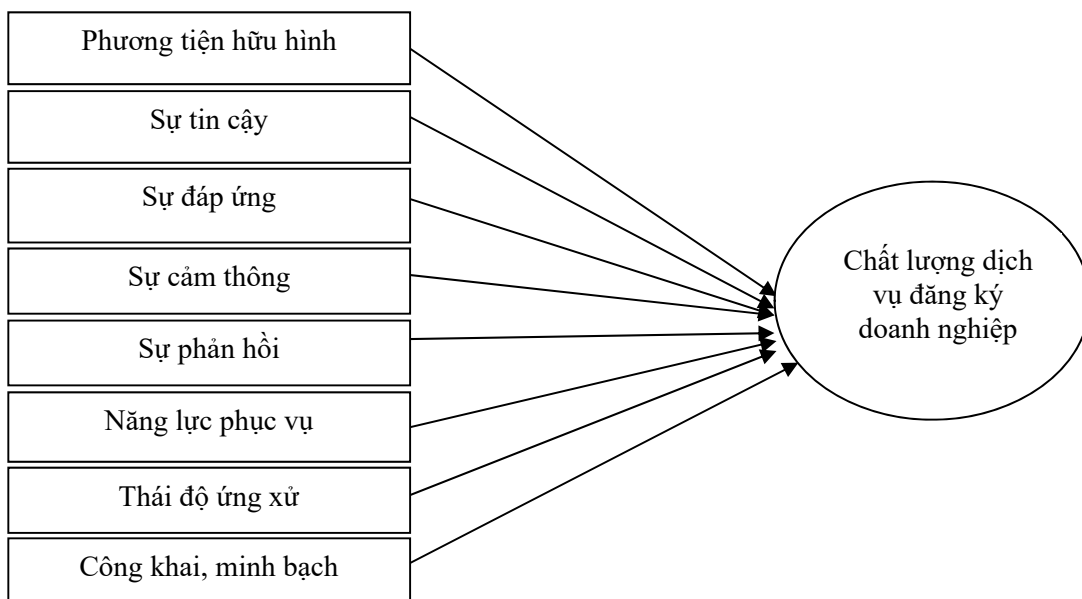 Phương tiện hữu hình
Sự tin cậy
Sự đáp ứng
Sự cảm thông
Sự phản hồi
Năng lực phục vụ
Thái độ ứng xử
Công khai, minh bạch
Chất lượng dịch
vụ đăng ký
doanh nghiệp